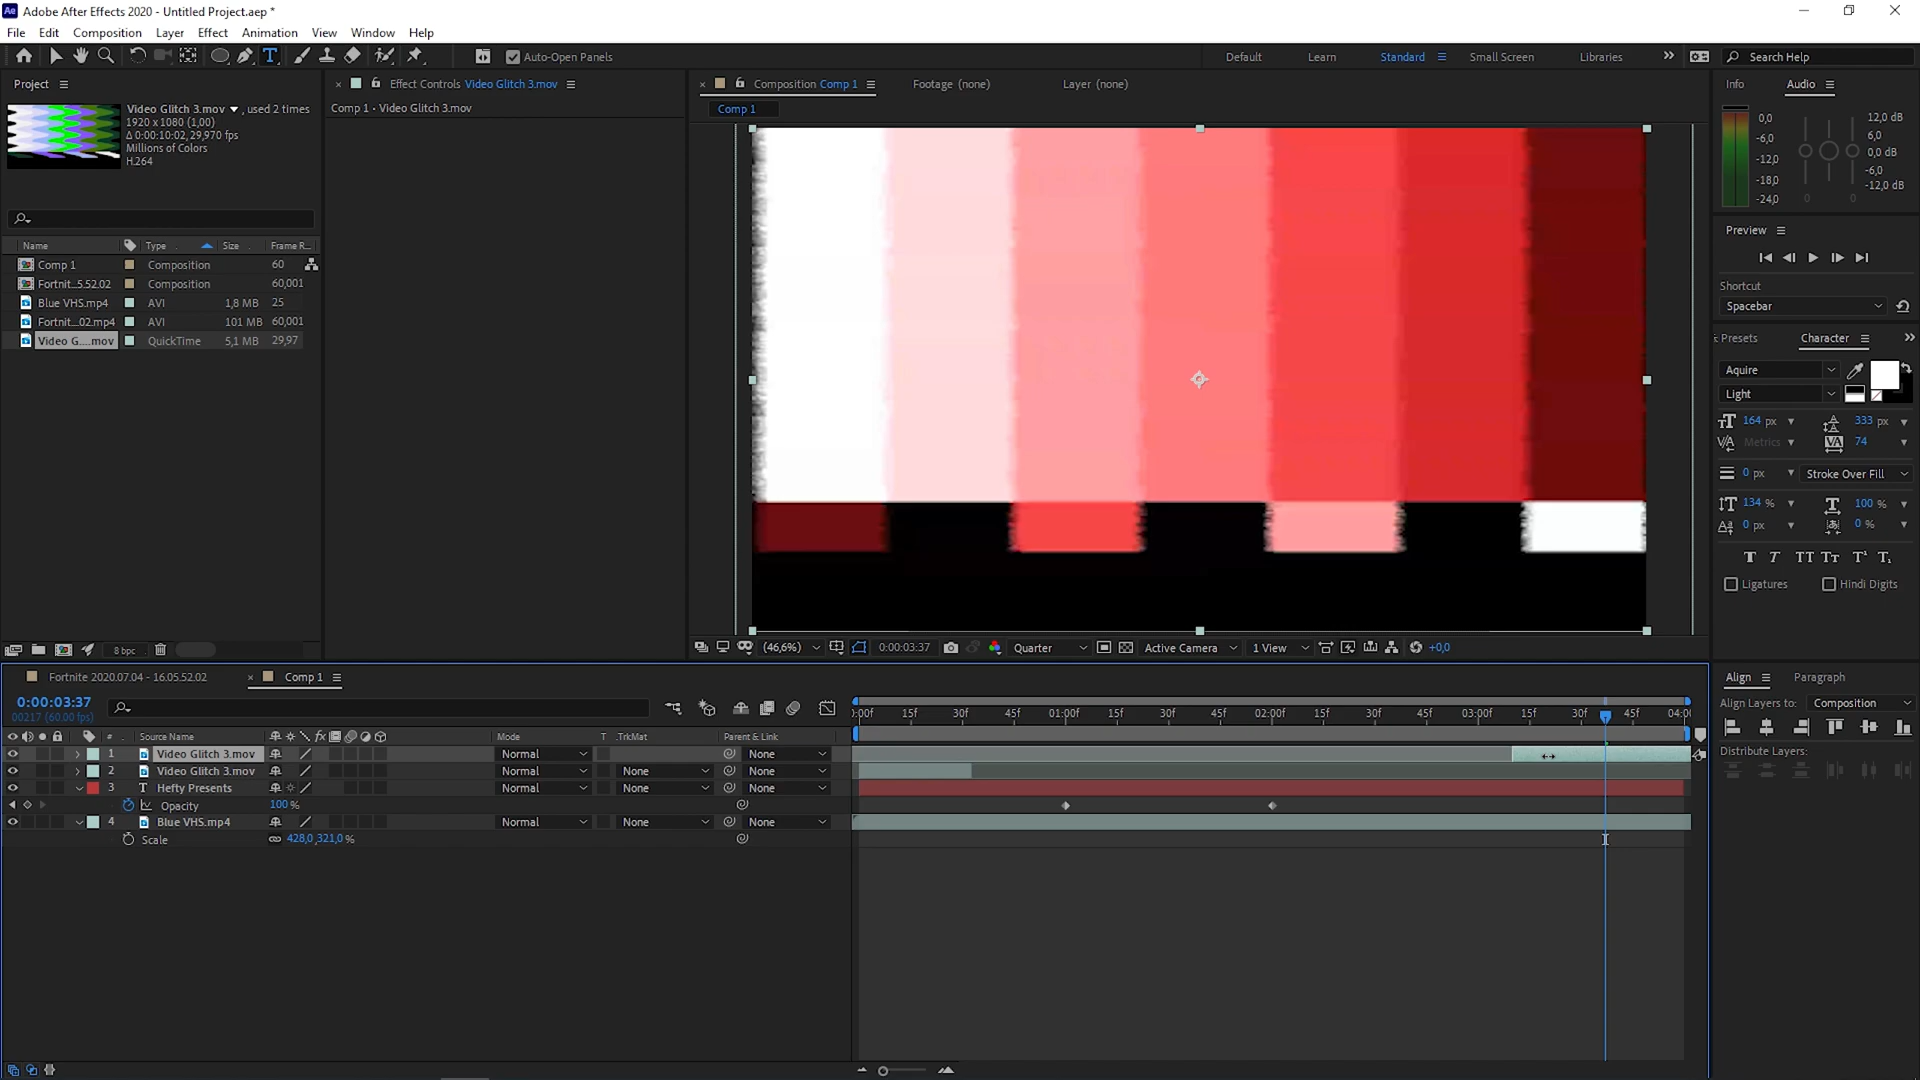 Adobe After Effects 2020 - Untitled Project.aep *
File Edit Composition Layer Effect Animation View Window Help
Auto-Open Panels Default Learn Standard Small Screen Libraries Search Help
Project
Video Glitch 3.mov , used 2 times
1920 x 1080 (1,00)
Δ 0:00:10:02, 29,970 fps
Millions of Colors
H.264
Name Type Size Frame R...
Comp 1 Composition 60
Fortnit...5.52.02 Composition 60,001
Blue VHS.mp4 AVI 1,8 MB 25
Fortnit...02.mp4 AVI 101 MB 60,001
Video G....mov QuickTime 5,1 MB 29,97
8 bpc
Effect Controls Video Glitch 3.mov
Comp 1 • Video Glitch 3.mov
Composition Comp 1 Footage (none) Layer (none)
Comp 1
(46,6%) 0:00:03:37 Quarter Active Camera 1 View +0,0
Info Audio
0,0
-6,0
-12,0
-18,0
-24,0
12,0 dB
6,0
0,0 dB
-6,0
-12,0 dB
0 0
Preview
Shortcut
Spacebar
Presets Character
Aquire
Light
164 px 333 px
Metrics 74
0 px Stroke Over Fill
134 % 100 %
0 px 0 %
T T TT Tt T¹ T₁
Ligatures Hindi Digits
Fortnite 2020.07.04 - 16.05.52.02 Comp 1
0:00:03:37
00217 (60.00 fps)
:00f 15f 30f 45f 01:00f 15f 30f 45f 02:00f 15f 30f 45f 03:00f 15f 30f 45f 04:00
# Source Name fx Mode T .TrkMat Parent & Link
1 Video Glitch 3.mov Normal None
2 Video Glitch 3.mov Normal None None
3 T Hefty Presents Normal None None
Opacity 100 %
4 Blue VHS.mp4 Normal None None
Scale 428,0,321,0 %
Align Paragraph
Align Layers to: Composition
Distribute Layers: